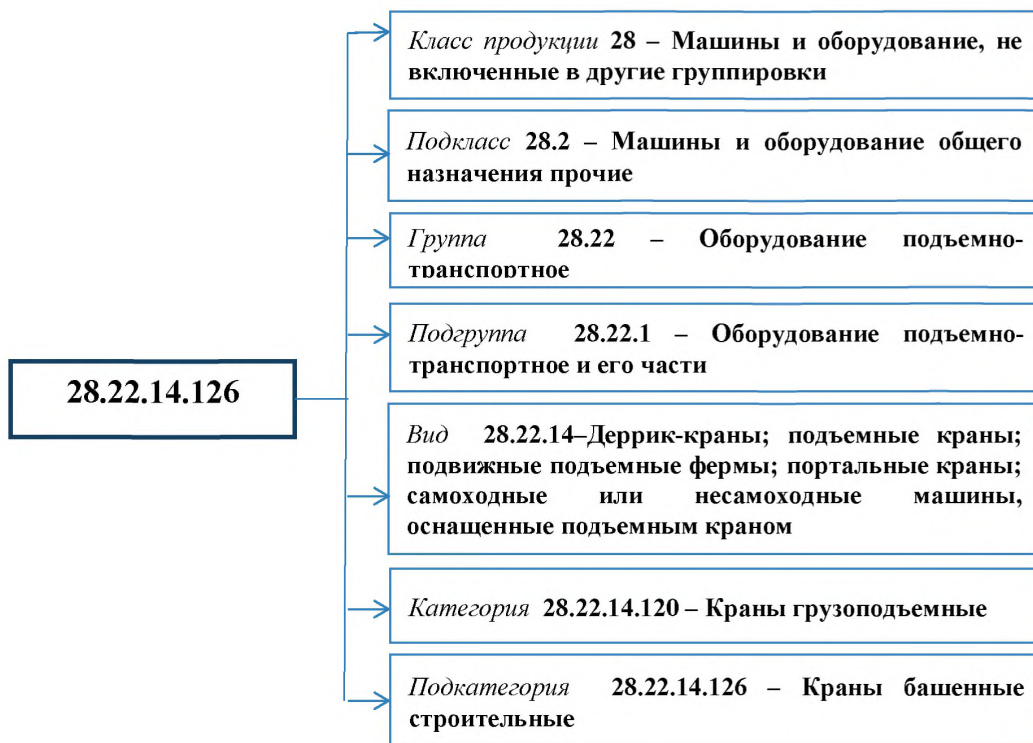 Класс продукции 28 – Машины и оборудование, не
включенные в другие группировки
Подкласс 28.2 – Машины и оборудование общего
назначения прочие
Группа 28.22 – Оборудование подъемно-
транспортное
Подгруппа 28.22.1 – Оборудование подъемно-
транспортное и его части
28.22.14.126
Вид 28.22.14–Деррик-краны; подъемные краны;
подвижные подъемные фермы; портальные краны;
самоходные или несамоходные машины,
оснащенные подъемным краном
Категория 28.22.14.120 – Краны грузоподъемные
Подкатегория 28.22.14.126 – Краны башенные
строительные